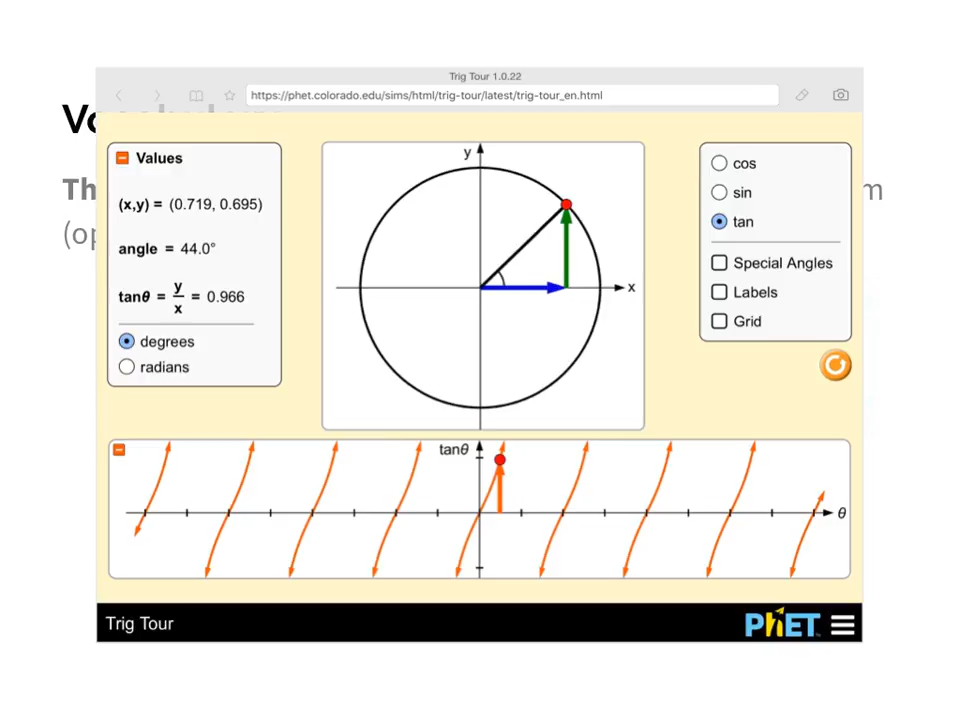 Trig Tour 1.0.22
https://phet.colorado.edu/sims/html/trig-tour/latest/trig-tour_en.html
Values
(x,y) = (0.719, 0.695)
angle = 44.0°
tanθ = y/x = 0.966
degrees
radians
y
x
cos
sin
tan
Special Angles
Labels
Grid
tanθ
θ
Trig Tour
PhET